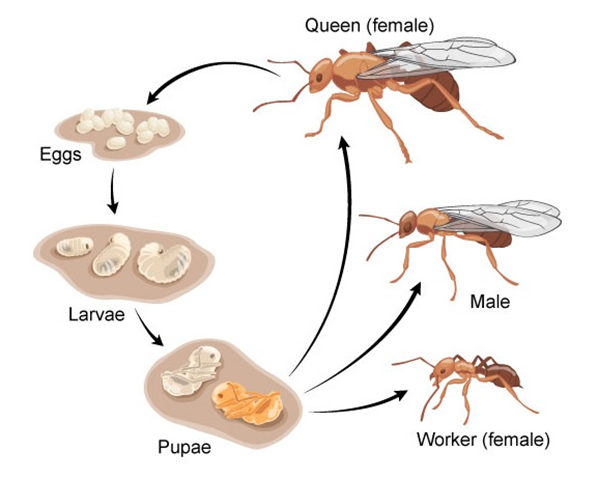 Queen (female)
Eggs
Larvae
Pupae
Male
Worker (female)